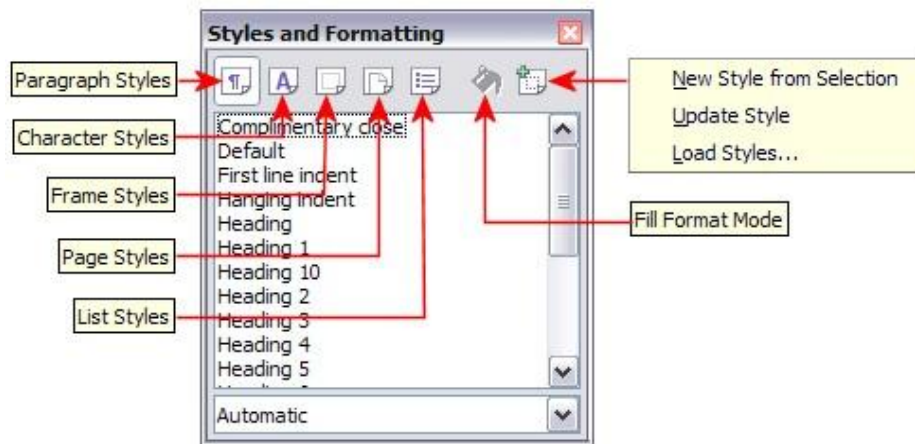 Styles and Formatting
Paragraph Styles
Character Styles
Frame Styles
Page Styles
List Styles
Complimentary close
Default
First line indent
Hanging indent
Heading
Heading 1
Heading 10
Heading 2
Heading 3
Heading 4
Heading 5
Automatic
New Style from Selection
Update Style
Load Styles...
Fill Format Mode